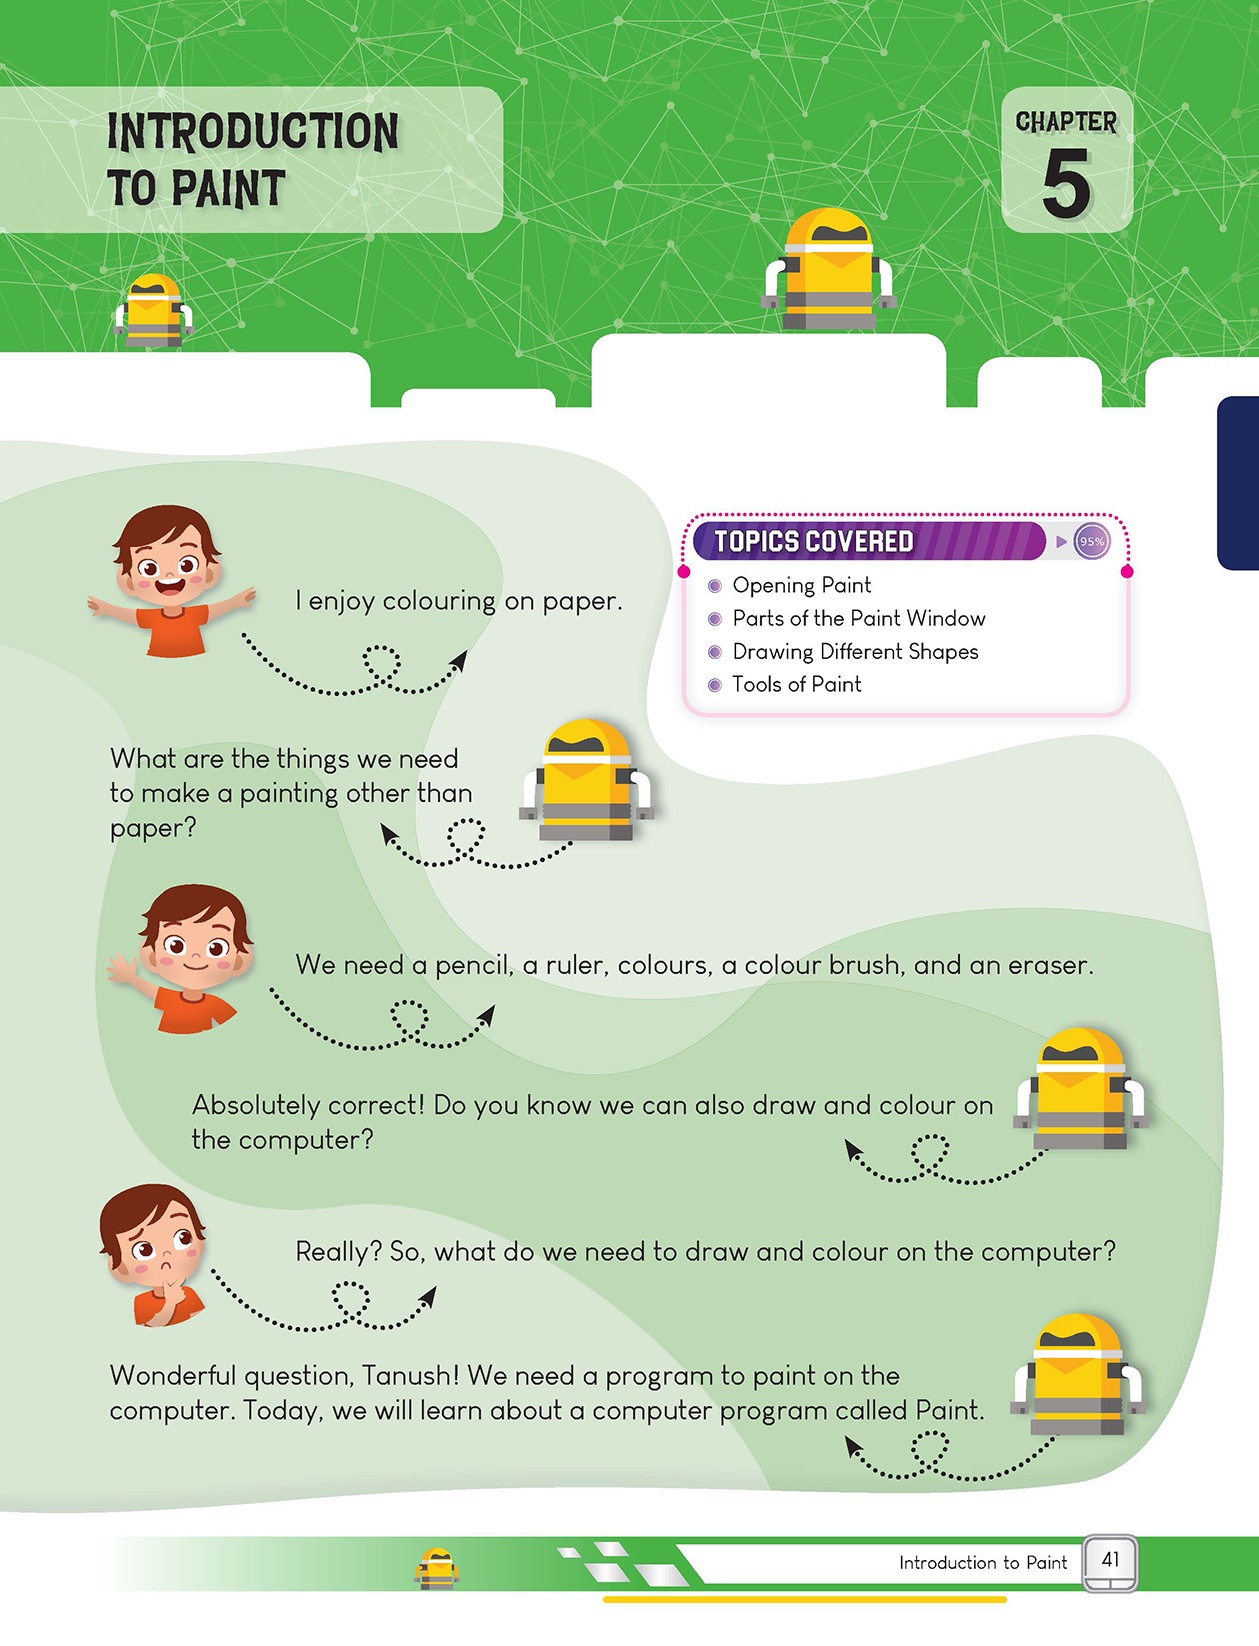 INTRODUCTION
TO PAINT
CHAPTER
5
I enjoy colouring on paper.
TOPICS COVERED
95%
Opening Paint
Parts of the Paint Window
Drawing Different Shapes
Tools of Paint
What are the things we need
to make a painting other than
paper?
We need a pencil, a ruler, colours, a colour brush, and an eraser.
Absolutely correct! Do you know we can also draw and colour on
the computer?
Really? So, what do we need to draw and colour on the computer?
Wonderful question, Tanush! We need a program to paint on the
computer. Today, we will learn about a computer program called Paint.
Introduction to Paint
41